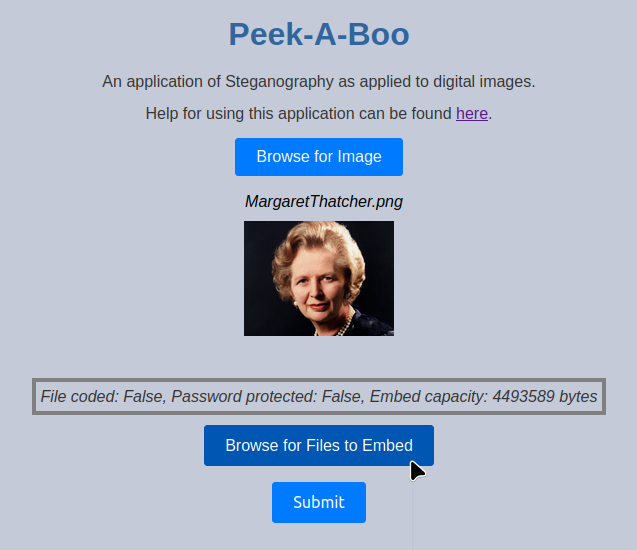 Peek-A-Boo
An application of Steganography as applied to digital images.
Help for using this application can be found here.
Browse for Image
MargaretThatcher.png
File coded: False, Password protected: False, Embed capacity: 4493589 bytes
Browse for Files to Embed
Submit